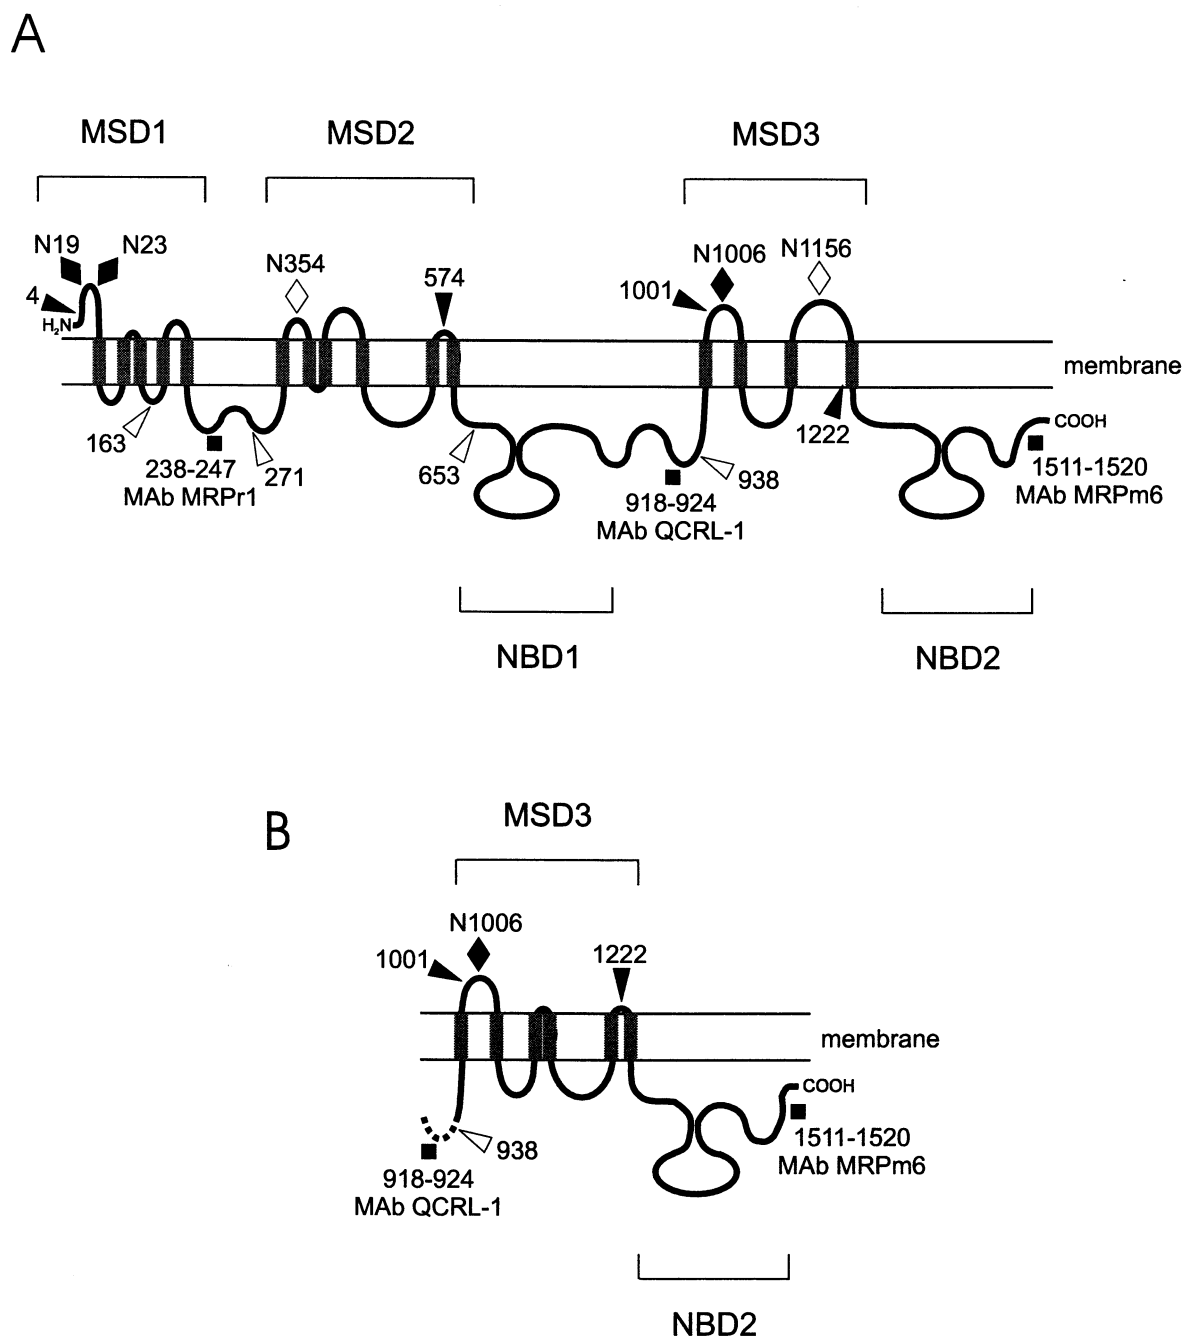 A
MSD1
MSD2
MSD3
N19
N23
N354
574
N1006
N1156
4
1001
H2N
membrane
163
238-247
MAb MRPr1
271
653
918-924
MAb QCRL-1
938
1222
COOH
1511-1520
MAb MRPm6
NBD1
NBD2
B
MSD3
N1006
1001
1222
membrane
COOH
938
918-924
MAb QCRL-1
1511-1520
MAb MRPm6
NBD2